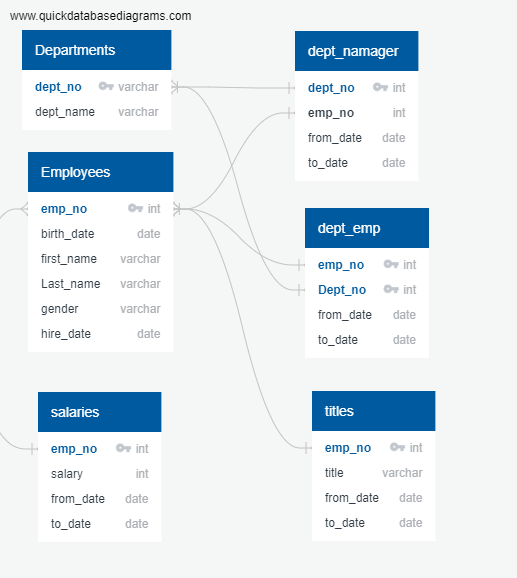 www.quickdatabasediagrams.com
Departments
dept_no varchar
dept_name varchar
Employees
emp_no int
birth_date date
first_name varchar
Last_name varchar
gender varchar
hire_date date
salaries
emp_no int
salary int
from_date date
to_date date
dept_namager
dept_no int
emp_no int
from_date date
to_date date
dept_emp
emp_no int
Dept_no int
from_date date
to_date date
titles
emp_no int
title varchar
from_date date
to_date date